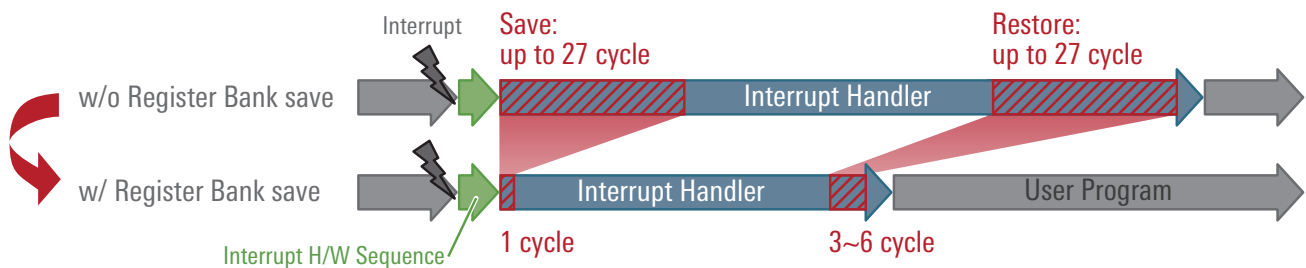 Interrupt
Save:
up to 27 cycle
Restore:
up to 27 cycle
w/o Register Bank save
Interrupt Handler
w/ Register Bank save
Interrupt Handler
User Program
Interrupt H/W Sequence
1 cycle
3~6 cycle